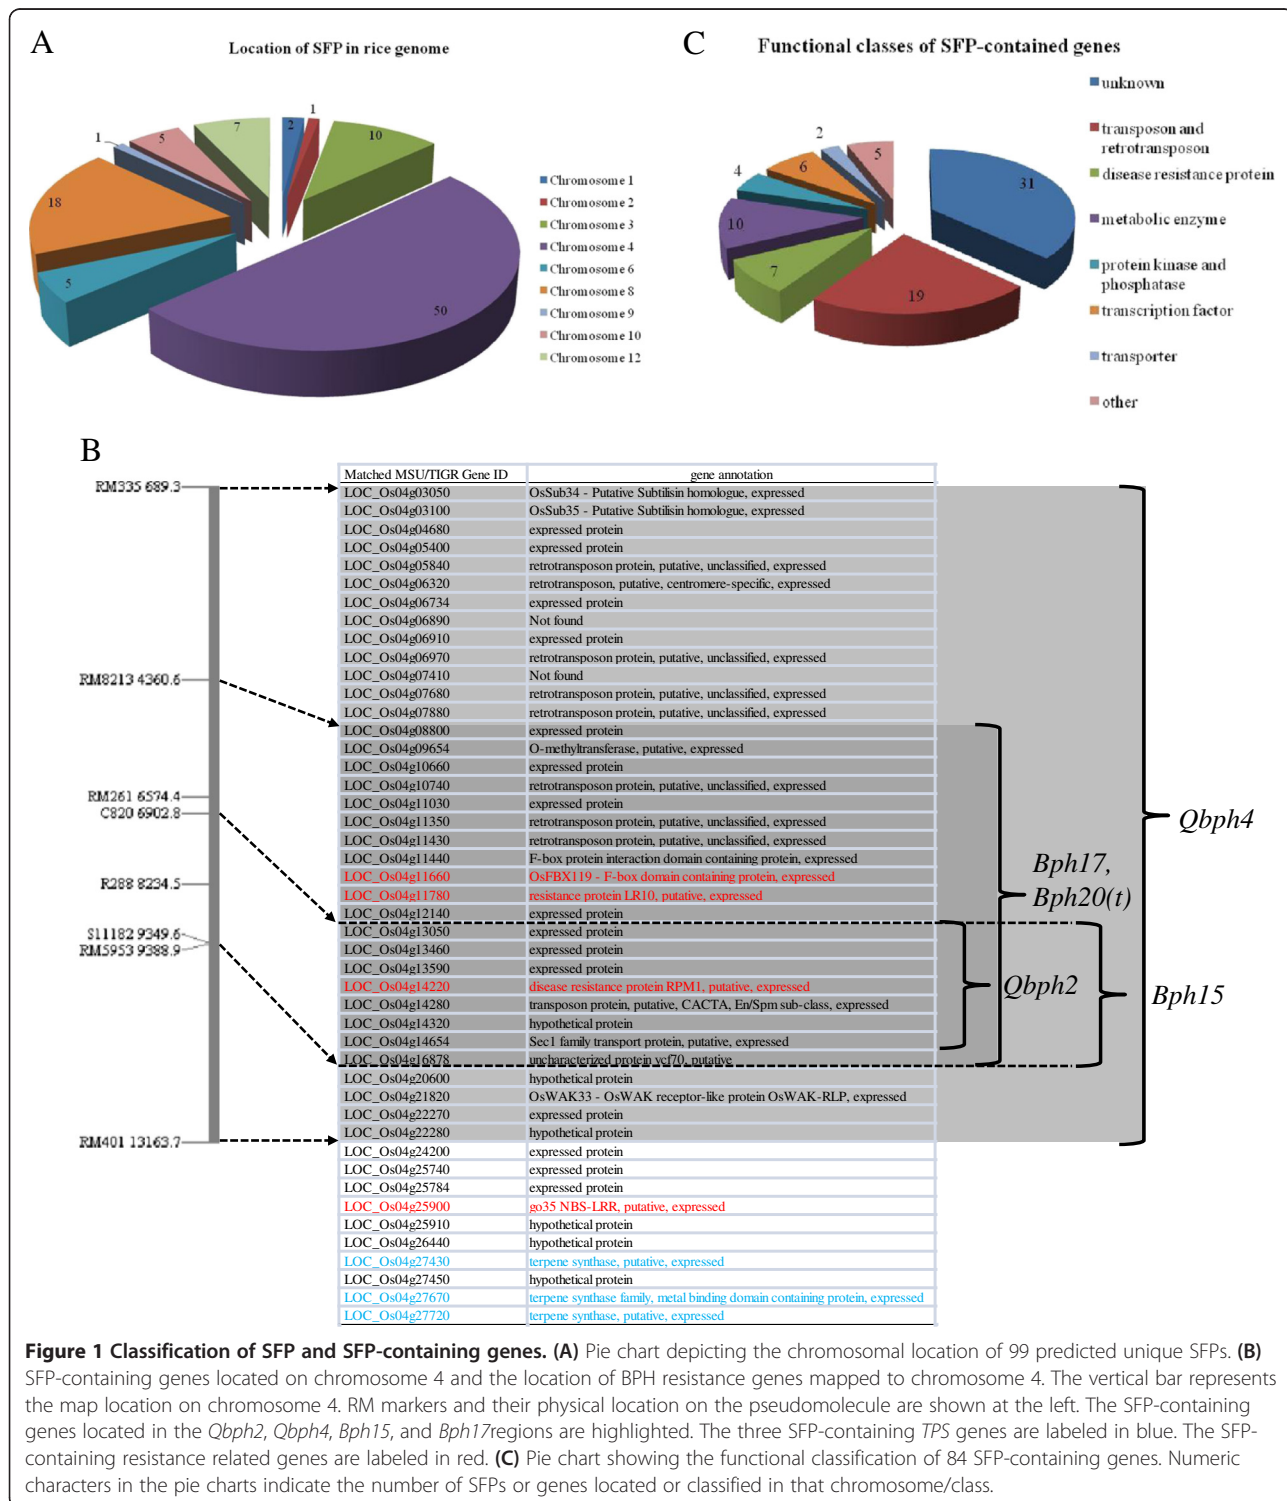 A
Location of SFP in rice genome
2
1
10
50
5
18
1
5
7
Chromosome 1
Chromosome 2
Chromosome 3
Chromosome 4
Chromosome 6
Chromosome 8
Chromosome 9
Chromosome 10
Chromosome 12
C
Functional classes of SFP-contained genes
31
19
7
10
4
6
2
5
unknown
transposon and
retrotransposon
disease resistance protein
metabolic enzyme
protein kinase and
phosphatase
transcription factor
transporter
other
B
RM335 689.3
RM8213 4360.6
RM261 6574.4
C820 6902.8
R288 8234.5
S11182 9349.6
RM5953 9388.9
RM401 13163.7
Matched MSU/TIGR Gene ID gene annotation
LOC_Os04g03050 OsSub34 - Putative Subtilisin homologue, expressed
LOC_Os04g03100 OsSub35 - Putative Subtilisin homologue, expressed
LOC_Os04g04680 expressed protein
LOC_Os04g05400 expressed protein
LOC_Os04g05840 retrotransposon protein, putative, unclassified, expressed
LOC_Os04g06320 retrotransposon, putative, centromere-specific, expressed
LOC_Os04g06734 expressed protein
LOC_Os04g06890 Not found
LOC_Os04g06910 expressed protein
LOC_Os04g06970 retrotransposon protein, putative, unclassified, expressed
LOC_Os04g07410 Not found
LOC_Os04g07680 retrotransposon protein, putative, unclassified, expressed
LOC_Os04g07880 retrotransposon protein, putative, unclassified, expressed
LOC_Os04g08800 expressed protein
LOC_Os04g09654 O-methyltransferase, putative, expressed
LOC_Os04g10660 expressed protein
LOC_Os04g10740 retrotransposon protein, putative, unclassified, expressed
LOC_Os04g11030 expressed protein
LOC_Os04g11350 retrotransposon protein, putative, unclassified, expressed
LOC_Os04g11430 retrotransposon protein, putative, unclassified, expressed
LOC_Os04g11440 F-box protein interaction domain containing protein, expressed
LOC_Os04g11660 OsFBX119 - F-box domain containing protein, expressed
LOC_Os04g11780 resistance protein LR10, putative, expressed
LOC_Os04g12140 expressed protein
LOC_Os04g13050 expressed protein
LOC_Os04g13460 expressed protein
LOC_Os04g13590 expressed protein
LOC_Os04g14220 disease resistance protein RPM1, putative, expressed
LOC_Os04g14280 transposon protein, putative, CACTA, En/Spm sub-class, expressed
LOC_Os04g14320 hypothetical protein
LOC_Os04g14654 Sec1 family transport protein, putative, expressed
LOC_Os04g16878 uncharacterized protein ycf70, putative
LOC_Os04g20600 hypothetical protein
LOC_Os04g21820 OsWAK33 - OsWAK receptor-like protein OsWAK-RLP, expressed
LOC_Os04g22270 expressed protein
LOC_Os04g22280 hypothetical protein
LOC_Os04g24200 expressed protein
LOC_Os04g25740 expressed protein
LOC_Os04g25784 expressed protein
LOC_Os04g25900 go35 NBS-LRR, putative, expressed
LOC_Os04g25910 hypothetical protein
LOC_Os04g26440 hypothetical protein
LOC_Os04g27430 terpene synthase, putative, expressed
LOC_Os04g27450 hypothetical protein
LOC_Os04g27670 terpene synthase family, metal binding domain containing protein, expressed
LOC_Os04g27720 terpene synthase, putative, expressed
Qbph4
Bph17,
Bph20(t)
Qbph2
Bph15
Figure 1 Classification of SFP and SFP-containing genes. (A) Pie chart depicting the chromosomal location of 99 predicted unique SFPs. (B)
SFP-containing genes located on chromosome 4 and the location of BPH resistance genes mapped to chromosome 4. The vertical bar represents
the map location on chromosome 4. RM markers and their physical location on the pseudomolecule are shown at the left. The SFP-containing
genes located in the Qbph2, Qbph4, Bph15, and Bph17regions are highlighted. The three SFP-containing TPS genes are labeled in blue. The SFP-
containing resistance related genes are labeled in red. (C) Pie chart showing the functional classification of 84 SFP-containing genes. Numeric
characters in the pie charts indicate the number of SFPs or genes located or classified in that chromosome/class.